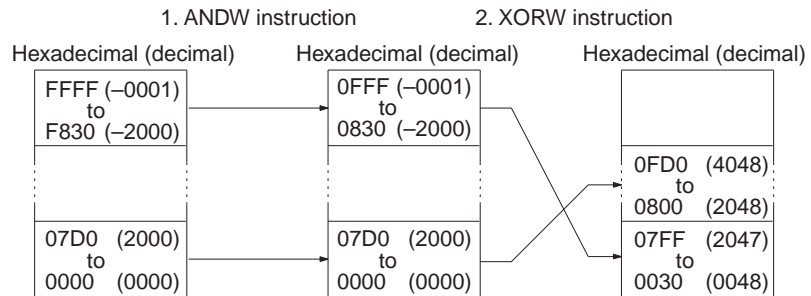 1. ANDW instruction 2. XORW instruction
Hexadecimal (decimal) Hexadecimal (decimal) Hexadecimal (decimal)
FFFF (–0001)
to
F830 (–2000)
07D0 (2000)
to
0000 (0000)
0FFF (–0001)
to
0830 (–2000)
07D0 (2000)
to
0000 (0000)
0FD0 (4048)
to
0800 (2048)
07FF (2047)
to
0030 (0048)